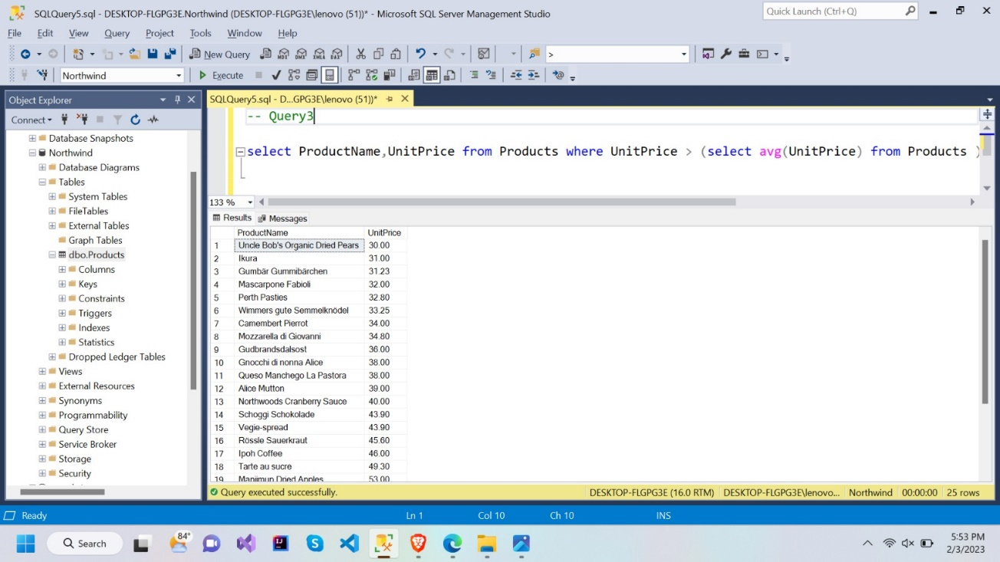 SQLQuery5.sql - DESKTOP-FLGPG3E.Northwind (DESKTOP-FLGPG3E\lenovo (51))* - Microsoft SQL Server Management Studio
Quick Launch (Ctrl+Q)
File Edit View Query Project Tools Window Help
New Query MDX DMX XMLA DAX >
Northwind Execute
Object Explorer
SQLQuery5.sql - D...GPG3E\lenovo (51))*
Connect
Database Snapshots
Northwind
Database Diagrams
Tables
System Tables
FileTables
External Tables
Graph Tables
dbo.Products
Columns
Keys
Constraints
Triggers
Indexes
Statistics
Dropped Ledger Tables
Views
External Resources
Synonyms
Programmability
Query Store
Service Broker
Storage
Security
-- Query3
select ProductName,UnitPrice from Products where UnitPrice > (select avg(UnitPrice) from Products )
133 %
Results Messages
ProductName UnitPrice
1 Uncle Bob's Organic Dried Pears 30.00
2 Ikura 31.00
3 Gumbär Gummibärchen 31.23
4 Mascarpone Fabioli 32.00
5 Perth Pasties 32.80
6 Wimmers gute Semmelknödel 33.25
7 Camembert Pierrot 34.00
8 Mozzarella di Giovanni 34.80
9 Gudbrandsdalsost 36.00
10 Gnocchi di nonna Alice 38.00
11 Queso Manchego La Pastora 38.00
12 Alice Mutton 39.00
13 Northwoods Cranberry Sauce 40.00
14 Schoggi Schokolade 43.90
15 Vegie-spread 43.90
16 Rössle Sauerkraut 45.60
17 Ipoh Coffee 46.00
18 Tarte au sucre 49.30
19 Manjimup Dried Apples 53.00
Query executed successfully. DESKTOP-FLGPG3E (16.0 RTM) DESKTOP-FLGPG3E\lenovo... Northwind 00:00:00 25 rows
Ready Ln 1 Col 10 Ch 10 INS
Search 84°
5:53 PM
2/3/2023